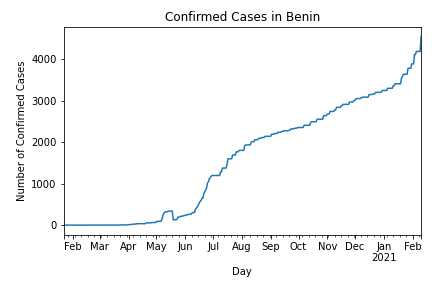 Confirmed Cases in Benin
Number of Confirmed Cases
4000
3000
2000
1000
0
Feb Mar Apr May Jun Jul Aug Sep Oct Nov Dec Jan Feb
2021
Day